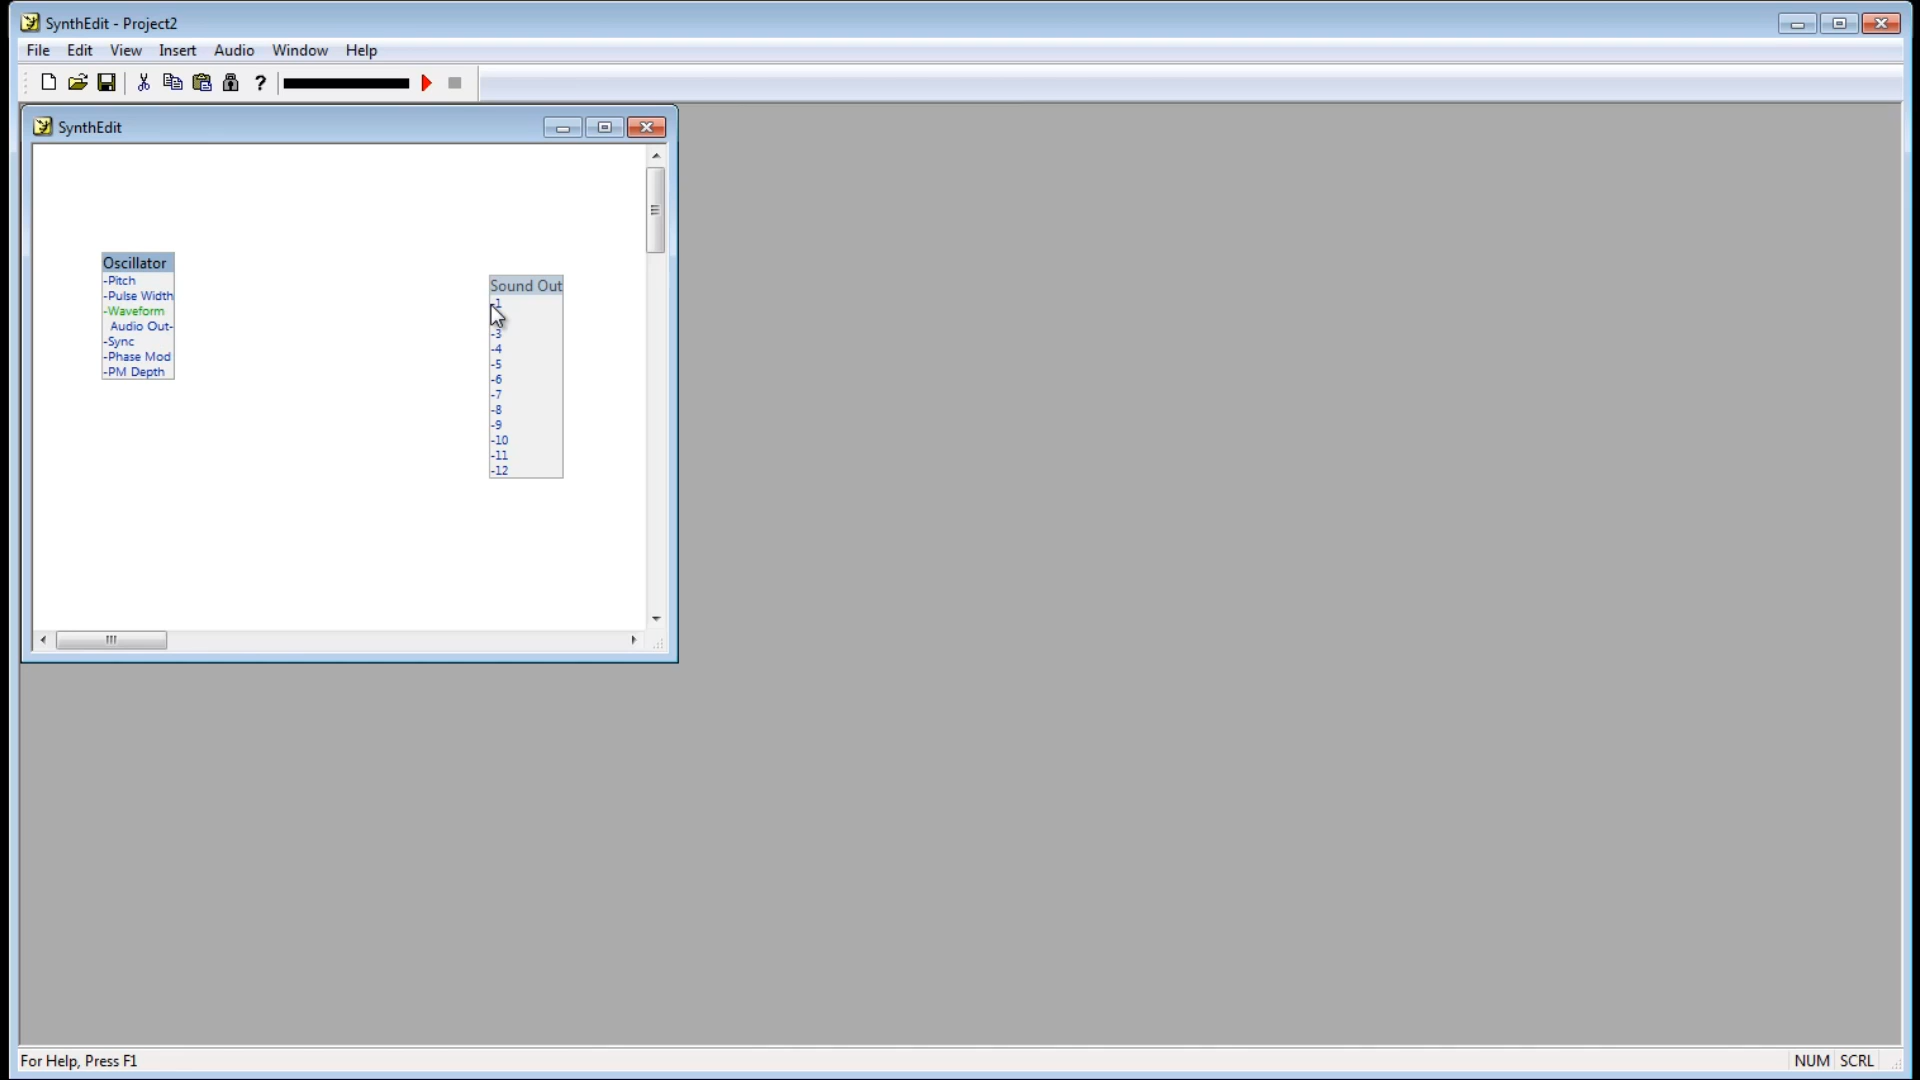 SynthEdit - Project2
File Edit View Insert Audio Window Help
?
SynthEdit
Oscillator
-Pitch
-Pulse Width
-Waveform
Audio Out-
-Sync
-Phase Mod
-PM Depth
Sound Out
-1
-3
-4
-5
-6
-7
-8
-9
-10
-11
-12
For Help, Press F1
NUM SCRL